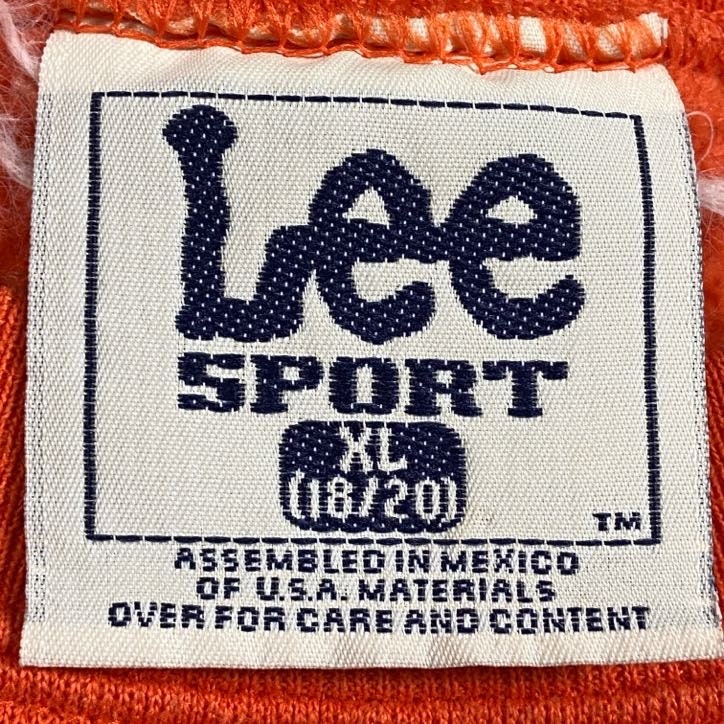 Lee
SPORT
XL
(18/20)
TM
ASSEMBLED IN MEXICO
OF U.S.A. MATERIALS
OVER FOR CARE AND CONTENT